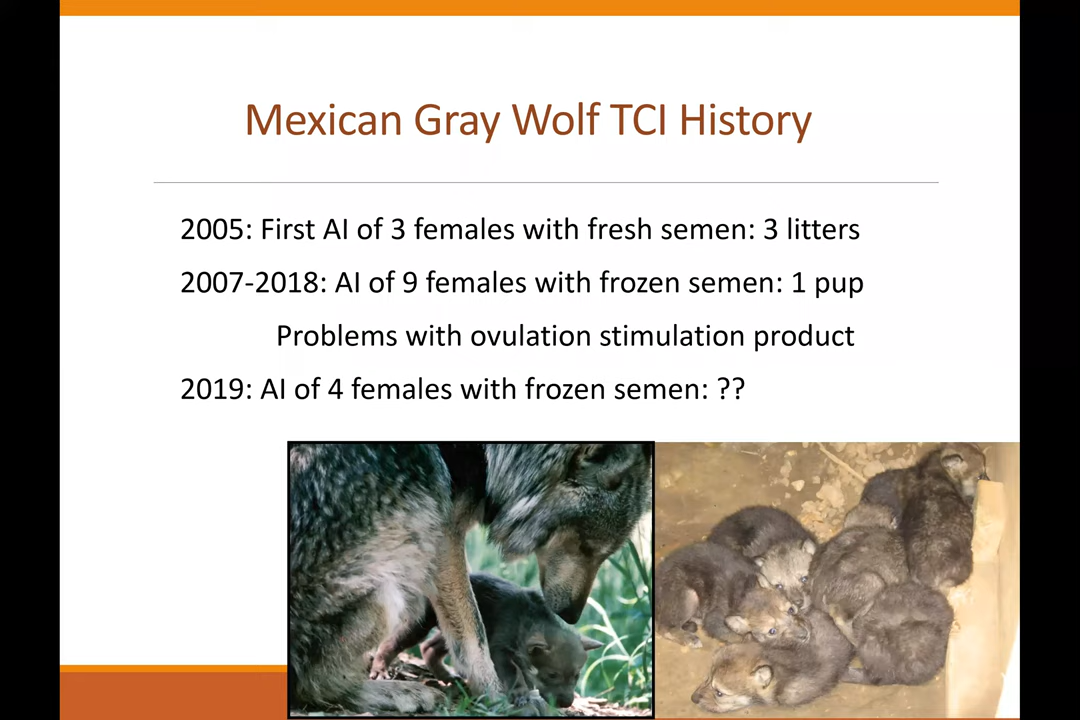 Mexican Gray Wolf TCI History
2005: First AI of 3 females with fresh semen: 3 litters
2007-2018: AI of 9 females with frozen semen: 1 pup
Problems with ovulation stimulation product
2019: AI of 4 females with frozen semen: ??